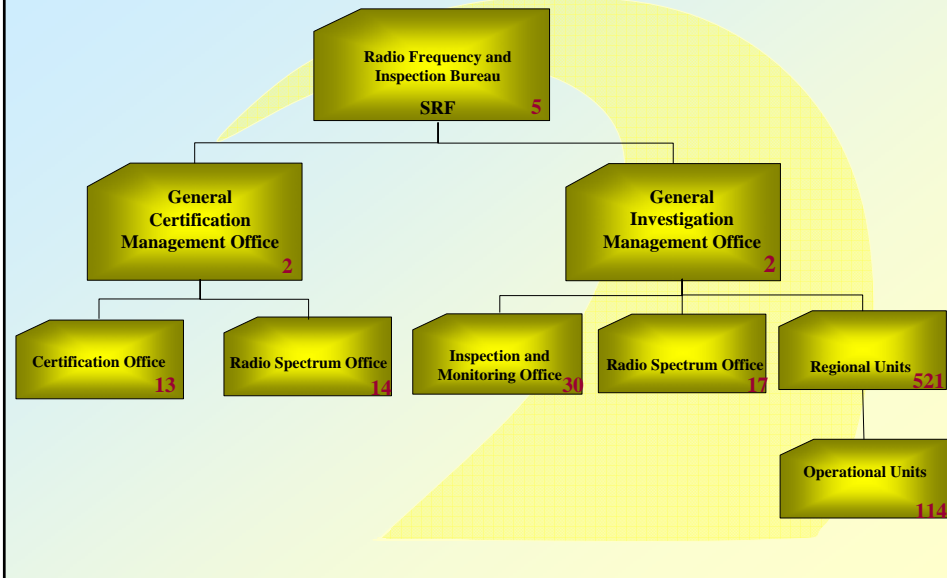 Radio Frequency and
Inspection Bureau
SRF 5
General
Certification
Management Office
2
General
Investigation
Management Office
2
Certification Office
13
Radio Spectrum Office
14
Inspection and
Monitoring Office
30
Radio Spectrum Office
17
Regional Units
521
Operational Units
114